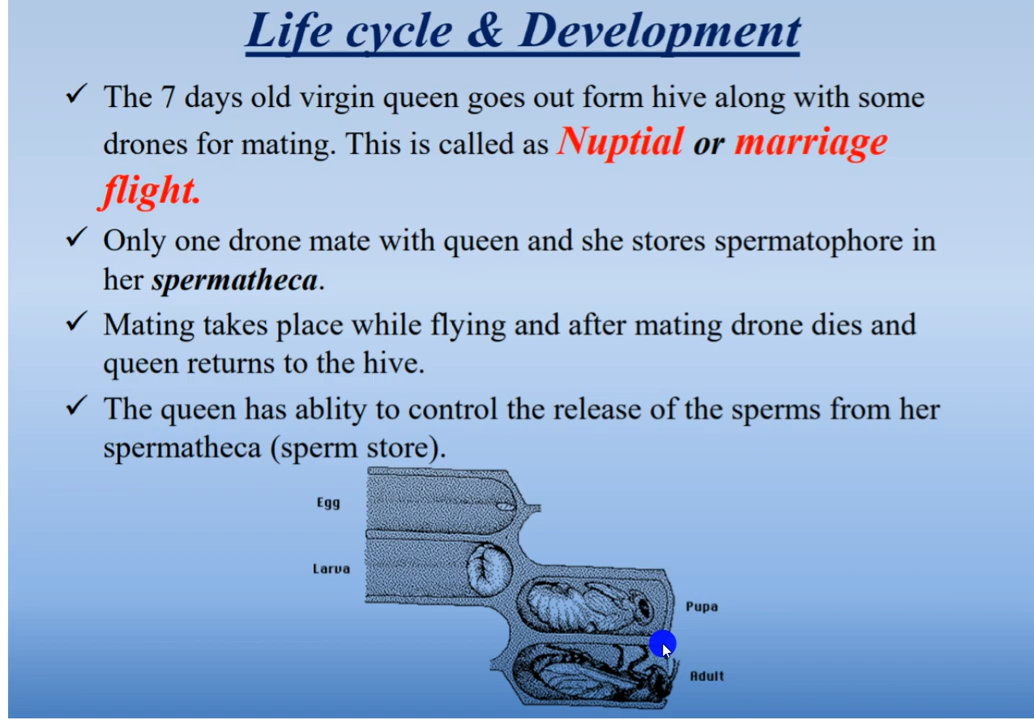 Life cycle & Development
✓ The 7 days old virgin queen goes out form hive along with some
drones for mating. This is called as Nuptial or marriage
flight.
✓ Only one drone mate with queen and she stores spermatophore in
her spermatheca.
✓ Mating takes place while flying and after mating drone dies and
queen returns to the hive.
✓ The queen has ablity to control the release of the sperms from her
spermatheca (sperm store).
Egg
Larva
Pupa
Adult